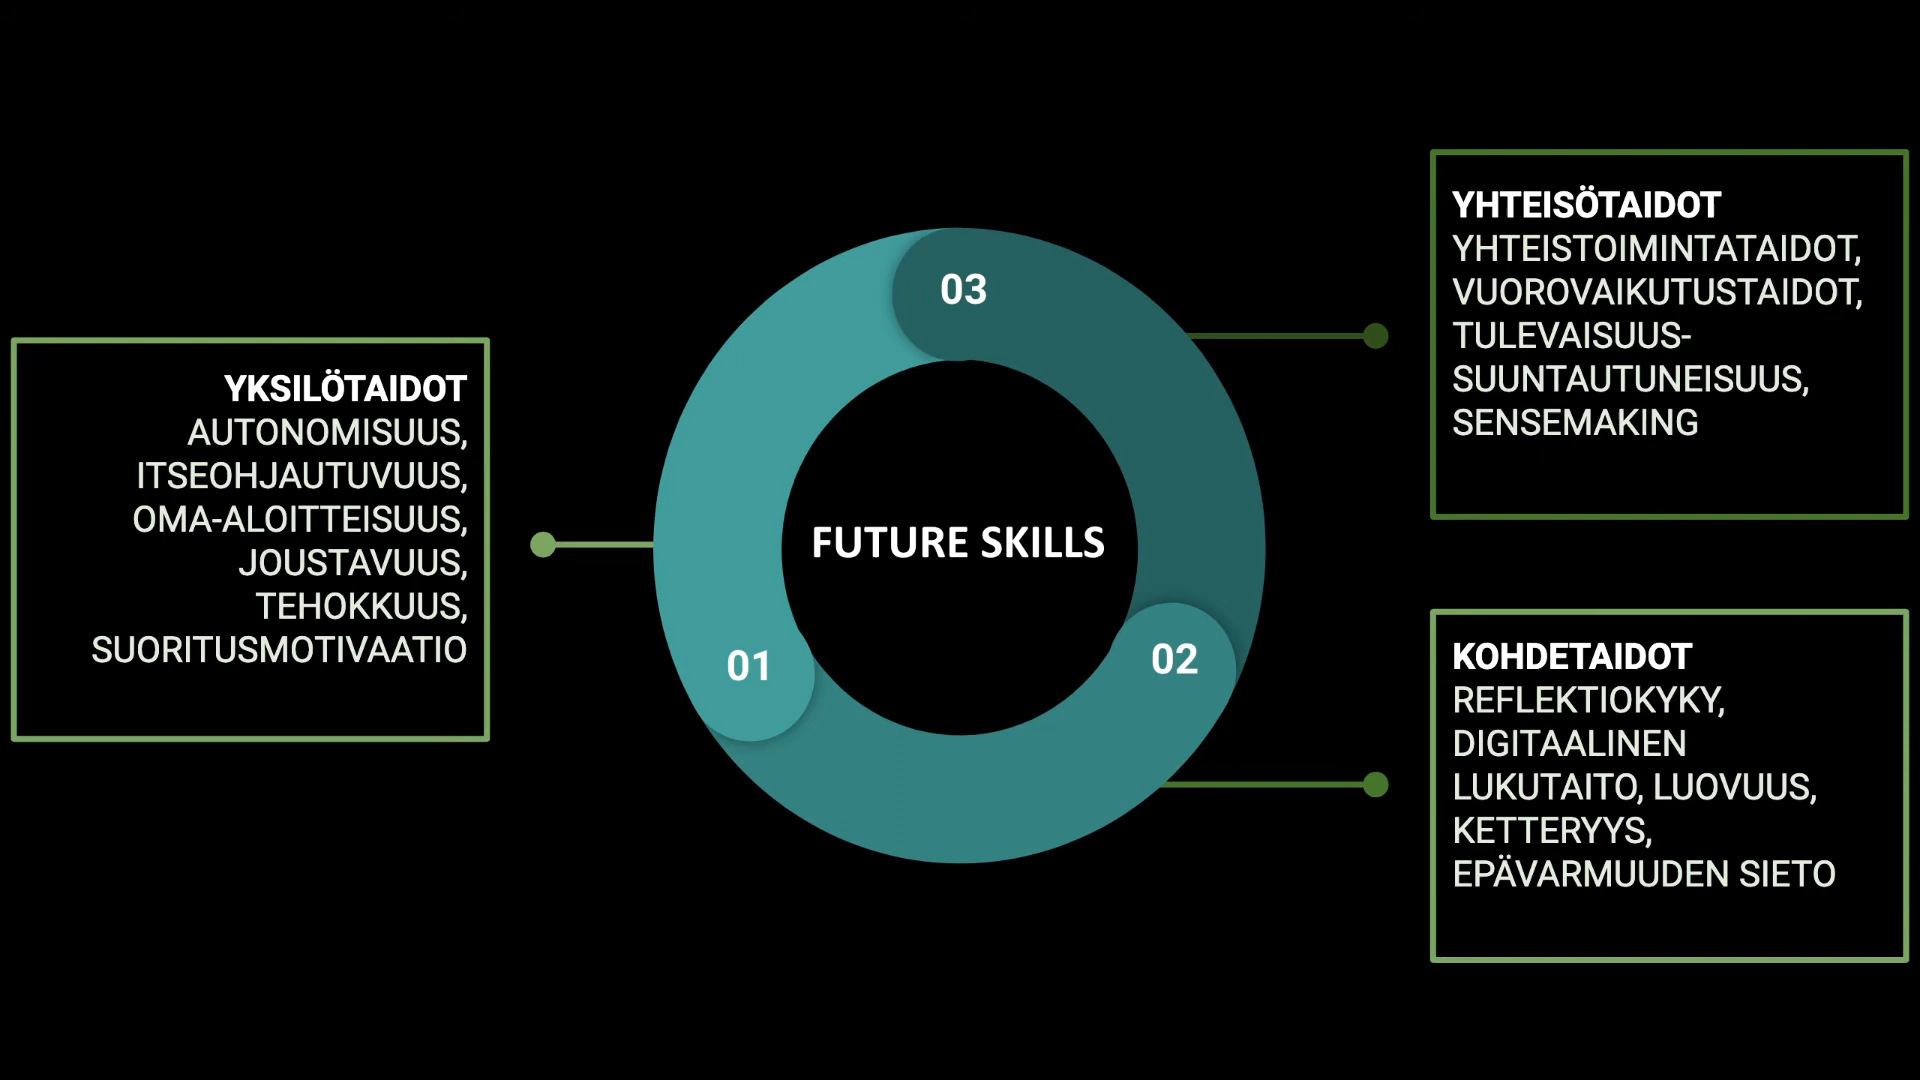 YKSILÖTAIDOT
AUTONOMISUUS,
ITSEOHJAUTUVUUS,
OMA-ALOITTEISUUS,
JOUSTAVUUS,
TEHOKKUUS,
SUORITUSMOTIVAATIO
03
FUTURE SKILLS
01
02
YHTEISÖTAIDOT
YHTEISTOIMINTATAIDOT,
VUOROVAIKUTUSTAIDOT,
TULEVAISUUS-
SUUNTAUTUNEISUUS,
SENSEMAKING
KOHDETAIDOT
REFLEKTIOKYKY,
DIGITAALINEN
LUKUTAITO, LUOVUUS,
KETTERYYS,
EPÄVARMUUDEN SIETO